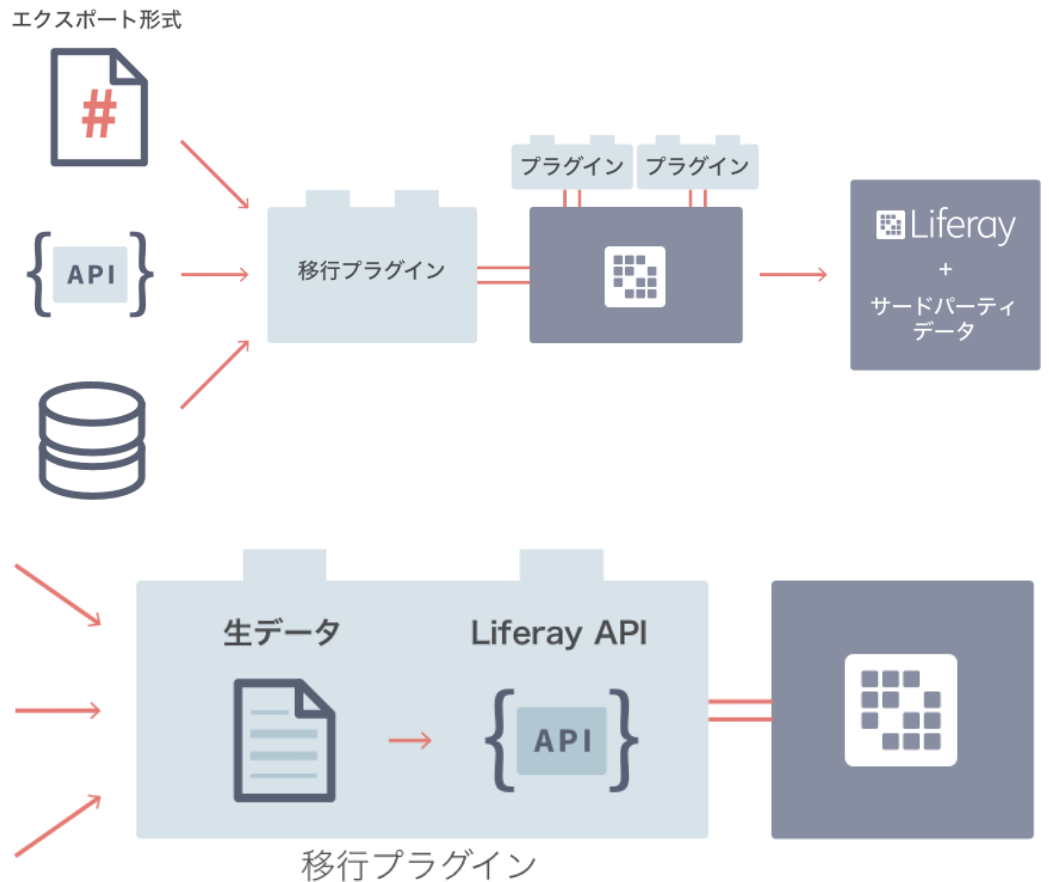 エクスポート形式
#
プラグイン
プラグイン
{API}
移行プラグイン
Liferay
+
サードパーティ
データ
生データ
Liferay API
{API}
移行プラグイン